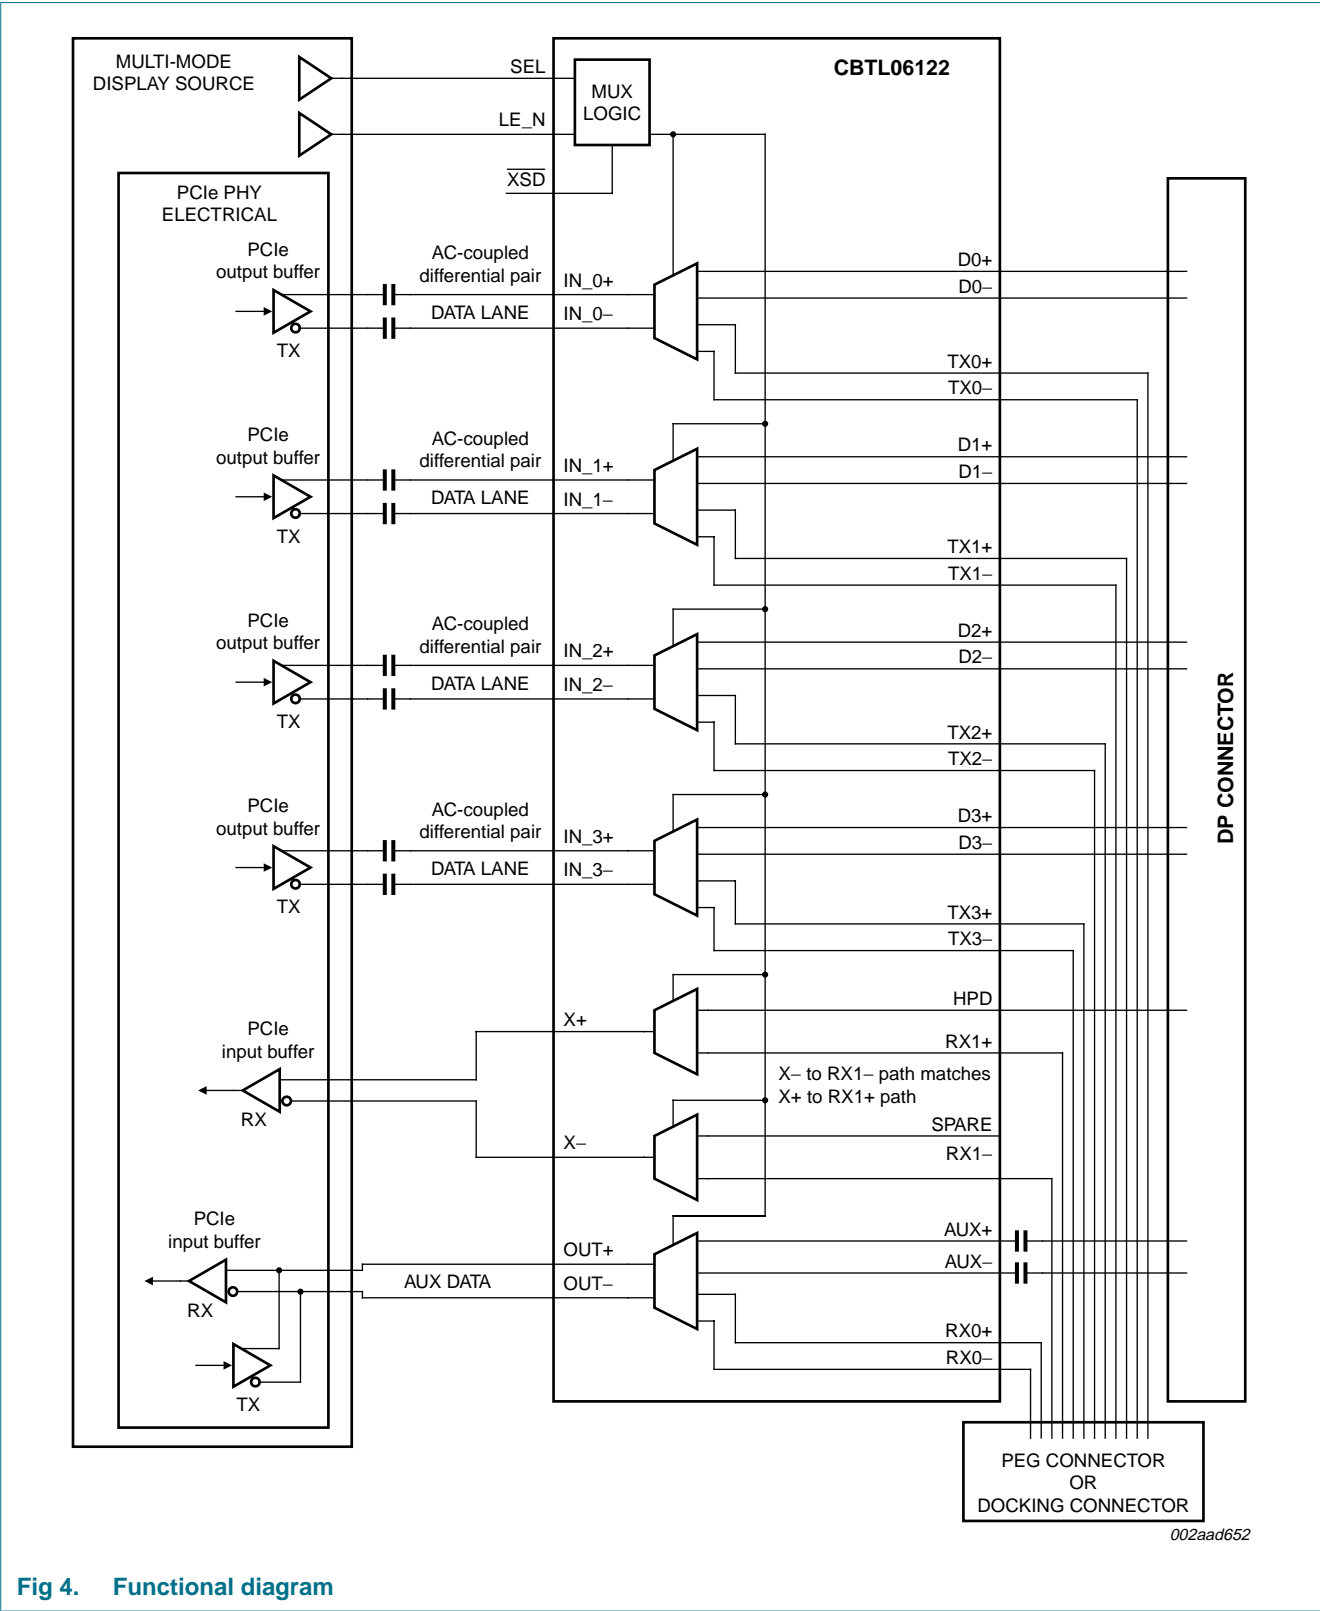 MULTI-MODE
DISPLAY SOURCE
SEL
LE_N
XSD
MUX
LOGIC
CBTL06122
PCIe PHY
ELECTRICAL
PCIe
output buffer
TX
AC-coupled
differential pair
DATA LANE
IN_0+
IN_0−
D0+
D0−
TX0+
TX0−
PCIe
output buffer
TX
AC-coupled
differential pair
DATA LANE
IN_1+
IN_1−
D1+
D1−
TX1+
TX1−
PCIe
output buffer
TX
AC-coupled
differential pair
DATA LANE
IN_2+
IN_2−
D2+
D2−
TX2+
TX2−
PCIe
output buffer
TX
AC-coupled
differential pair
DATA LANE
IN_3+
IN_3−
D3+
D3−
TX3+
TX3−
DP CONNECTOR
PCIe
input buffer
RX
X+
X−
HPD
RX1+
X− to RX1− path matches
X+ to RX1+ path
SPARE
RX1−
PCIe
input buffer
RX
TX
AUX DATA
OUT+
OUT−
AUX+
AUX−
RX0+
RX0−
PEG CONNECTOR
OR
DOCKING CONNECTOR
002aad652
Fig 4. Functional diagram